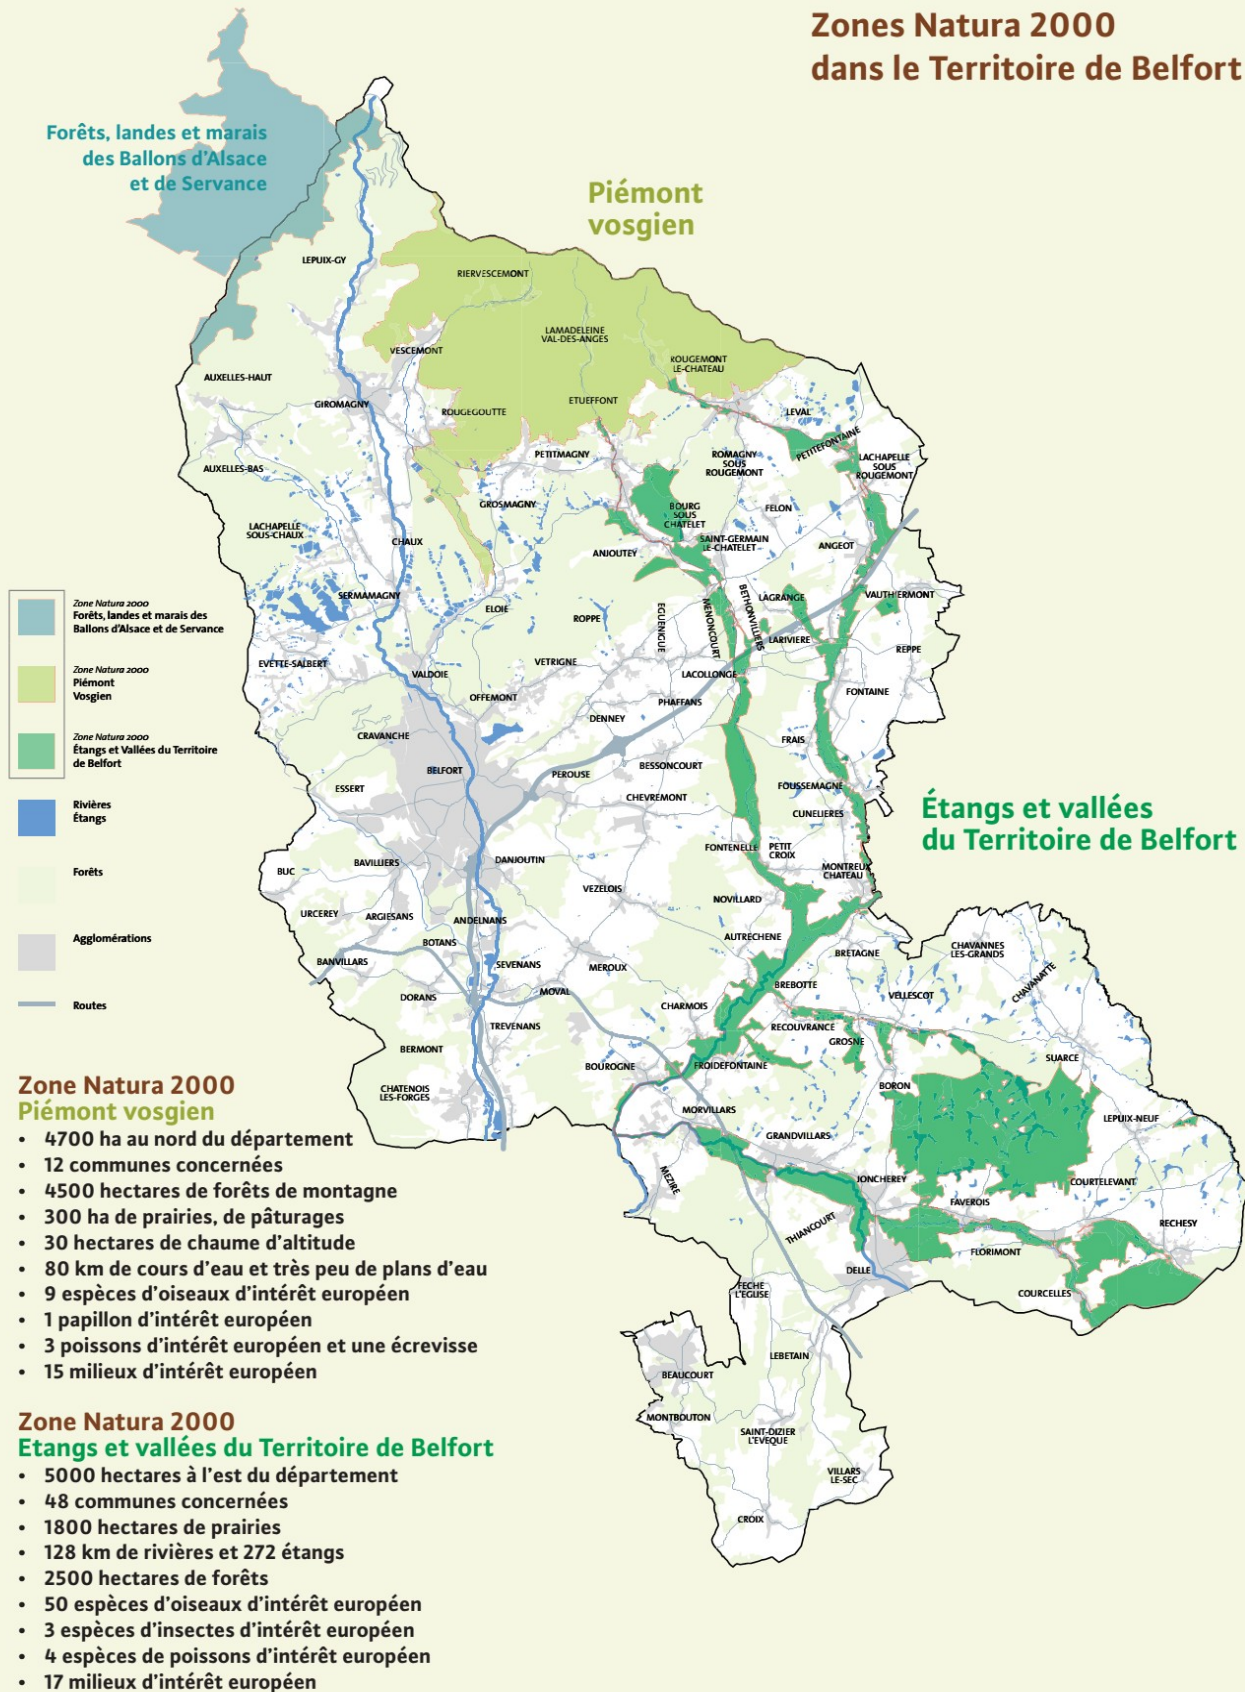 Zones Natura 2000
dans le Territoire de Belfort
Forêts, landes et marais
des Ballons d'Alsace
et de Servance
Piémont
vosgien
LEPUIX-GY
RIERVESCEMONT
LAMADELEINE
VAL-DES-ANGES
VESCEMONT
ROUGEMONT
LE-CHATEAU
AUXELLES-HAUT
GIROMAGNY
ROUGEGOUTTE
ETUEFFONT
LEVAL
PETITEFONTAINE
AUXELLES-BAS
PETITMAGNY
ROMAGNY
SOUS
ROUGEMONT
LACHAPELLE
SOUS
ROUGEMONT
GROSMAGNY
BOURG
SOUS
CHATELET
FELON
LACHAPELLE
SOUS-CHAUX
CHAUX
ANJOUTEY
SAINT-GERMAIN
LE-CHATELET
ANGEOT
SERMAMAGNY
ELOIE
ROPPE
EGUENIGUE
MENONCOURT
BETHONVILLIERS
LAGRANGE
VAUTHIERMONT
LARIVIERE
REPPE
EVETTE-SALBERT
VALDOIE
VETRIGNE
LACOLLONGE
OFFEMONT
PHAFFANS
FONTAINE
DENNEY
CRAVANCHE
FRAIS
BELFORT
PEROUSE
BESSONCOURT
ESSERT
CHEVREMONT
FOUSSEMAGNE
CUNELIERES
Étangs et vallées
du Territoire de Belfort
FONTENELLE
PETIT
CROIX
BUC
BAVILLIERS
DANJOUTIN
MONTREUX
CHATEAU
VEZELOIS
NOVILLARD
URCEREY
ARGIESANS
ANDELNANS
BOTANS
AUTRECHENE
BRETAGNE
CHAVANNES
LES-GRANDS
BANVILLARS
SEVENANS
MEROUX
CHAVANATTE
DORANS
MOVAL
CHARMOIS
BREBOTTE
VELLESCOT
TREVENANS
RECOUVRANCE
GROSNE
BERMONT
BOUROGNE
FROIDEFONTAINE
SUARCE
CHATENOIS
LES-FORGES
BORON
MORVILLARS
LEPUIX-NEUF
GRANDVILLARS
MEZIRE
JONCHEREY
COURTELEVANT
FAVEROIS
THIANCOURT
RECHESY
FLORIMONT
DELLE
FECHE
L'EGLISE
COURCELLES
LEBETAIN
BEAUCOURT
MONTBOUTON
SAINT-DIZIER
L'EVEQUE
VILLARS
LE-SEC
CROIX
Zone Natura 2000
Forêts, landes et marais des
Ballons d'Alsace et de Servance
Zone Natura 2000
Piémont
Vosgien
Zone Natura 2000
Étangs et Vallées du Territoire
de Belfort
Rivières
Étangs
Forêts
Agglomérations
Routes
Zone Natura 2000
Piémont vosgien
• 4700 ha au nord du département
• 12 communes concernées
• 4500 hectares de forêts de montagne
• 300 ha de prairies, de pâturages
• 30 hectares de chaume d'altitude
• 80 km de cours d'eau et très peu de plans d'eau
• 9 espèces d'oiseaux d'intérêt européen
• 1 papillon d'intérêt européen
• 3 poissons d'intérêt européen et une écrevisse
• 15 milieux d'intérêt européen
Zone Natura 2000
Etangs et vallées du Territoire de Belfort
• 5000 hectares à l'est du département
• 48 communes concernées
• 1800 hectares de prairies
• 128 km de rivières et 272 étangs
• 2500 hectares de forêts
• 50 espèces d'oiseaux d'intérêt européen
• 3 espèces d'insectes d'intérêt européen
• 4 espèces de poissons d'intérêt européen
• 17 milieux d'intérêt européen